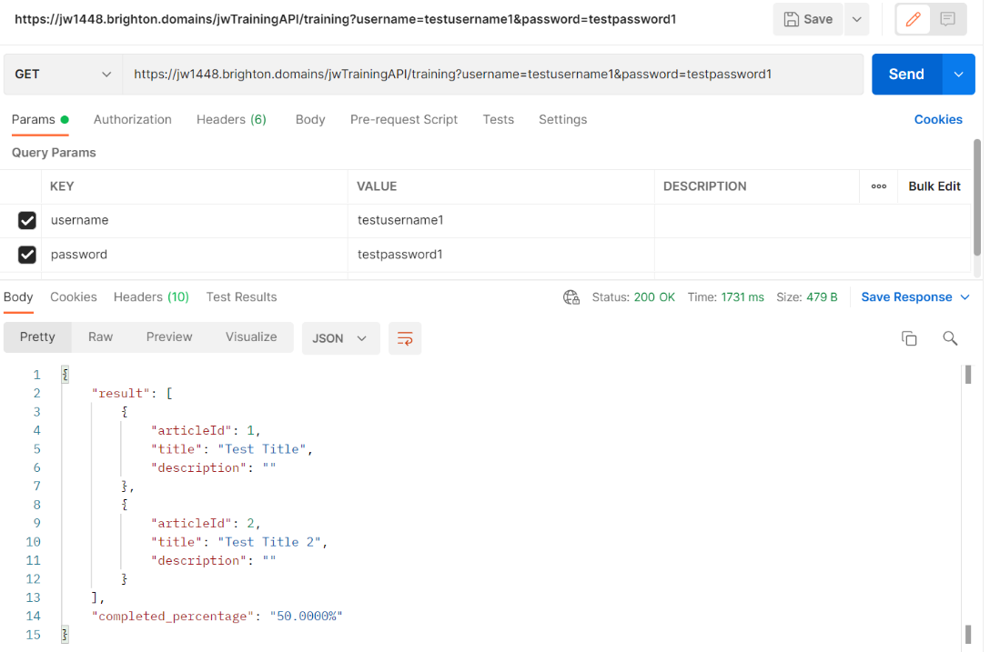 https://jw1448.brighton.domains/jwTrainingAPI/training?username=testusername1&password=testpassword1 Save
GET https://jw1448.brighton.domains/jwTrainingAPI/training?username=testusername1&password=testpassword1 Send
Params Authorization Headers (6) Body Pre-request Script Tests Settings Cookies
Query Params
KEY VALUE DESCRIPTION Bulk Edit
username testusername1
password testpassword1
Body Cookies Headers (10) Test Results Status: 200 OK Time: 1731 ms Size: 479 B Save Response
Pretty Raw Preview Visualize JSON
1 {
2 "result": [
3 {
4 "articleId": 1,
5 "title": "Test Title",
6 "description": ""
7 },
8 {
9 "articleId": 2,
10 "title": "Test Title 2",
11 "description": ""
12 }
13 ],
14 "completed_percentage": "50.0000%"
15 }